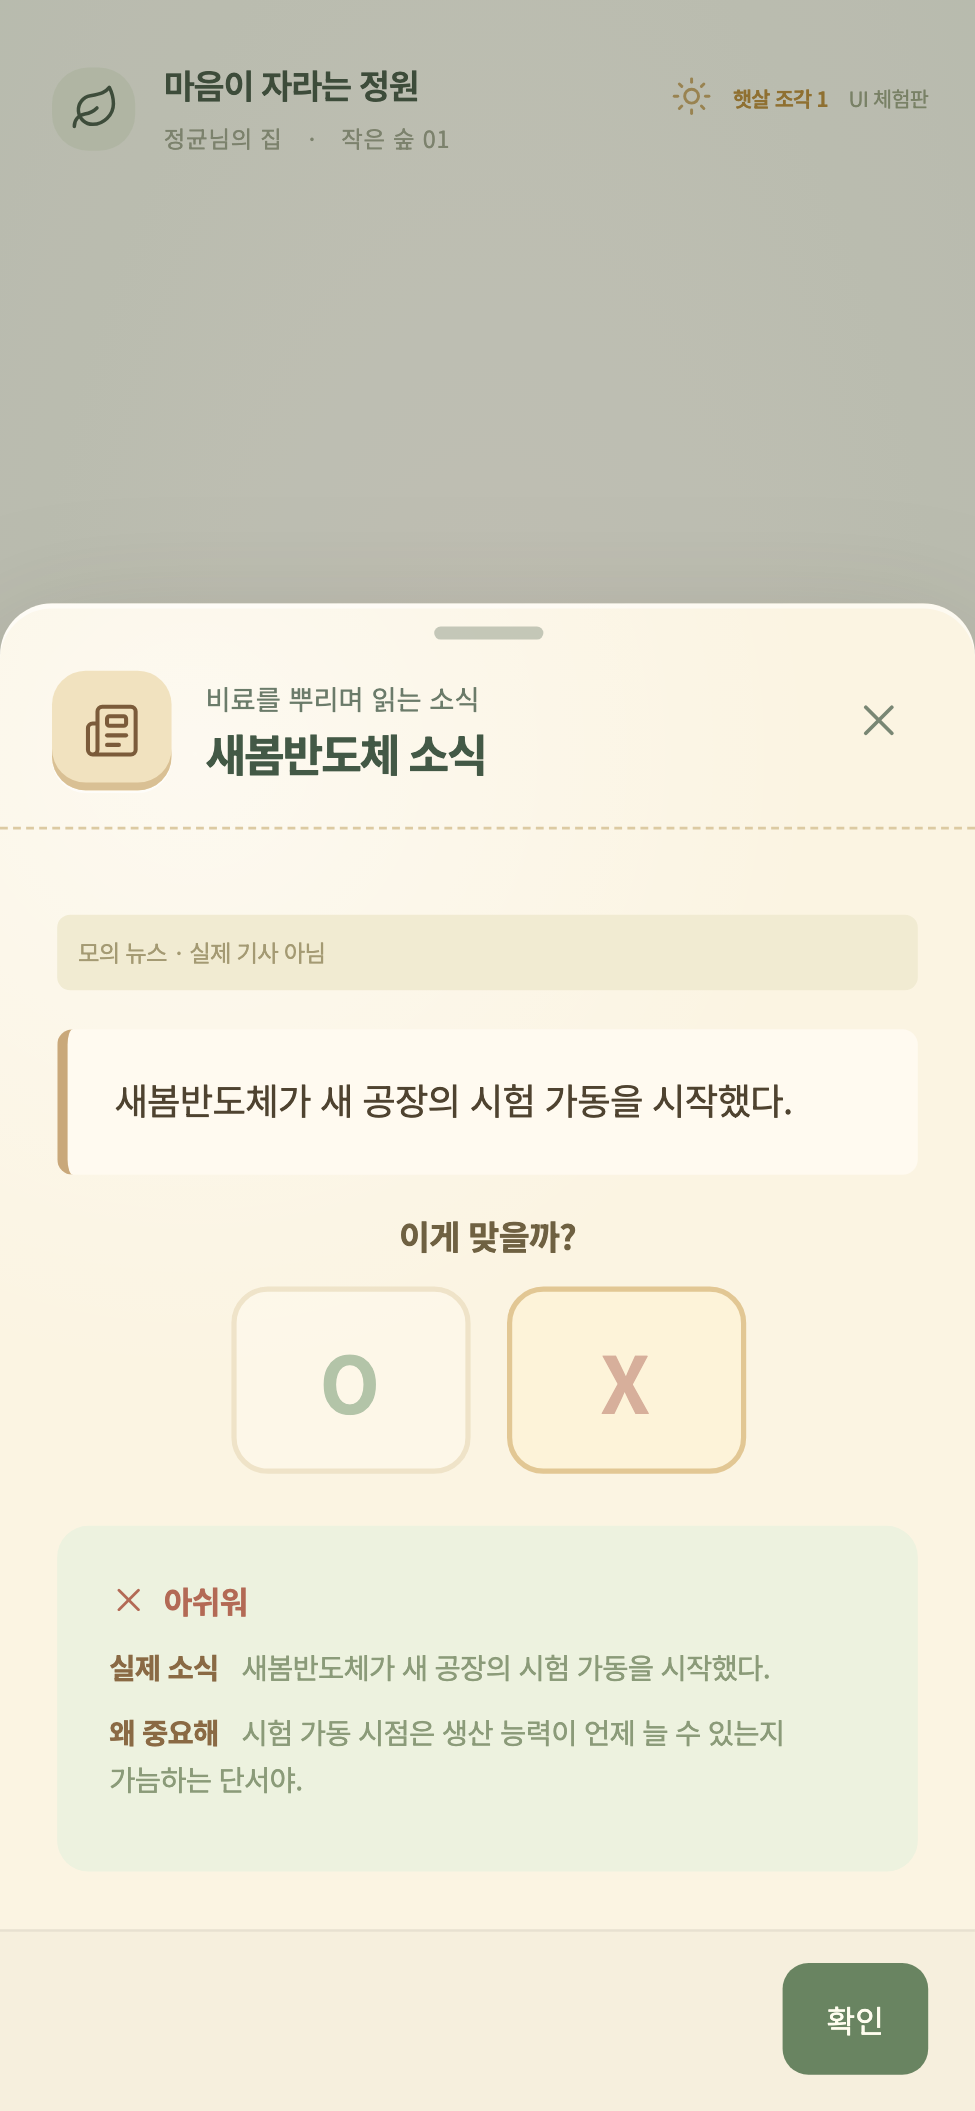 마음이 자라는 정원
정균님의 집 · 작은 숲 01
햇살 조각 1 UI 체험판
비료를 뿌리며 읽는 소식
새봄반도체 소식
모의 뉴스 · 실제 기사 아님
새봄반도체가 새 공장의 시험 가동을 시작했다.
이게 맞을까?
O X
아쉬워
실제 소식 새봄반도체가 새 공장의 시험 가동을 시작했다.
왜 중요해 시험 가동 시점은 생산 능력이 언제 늘 수 있는지
가늠하는 단서야.
확인